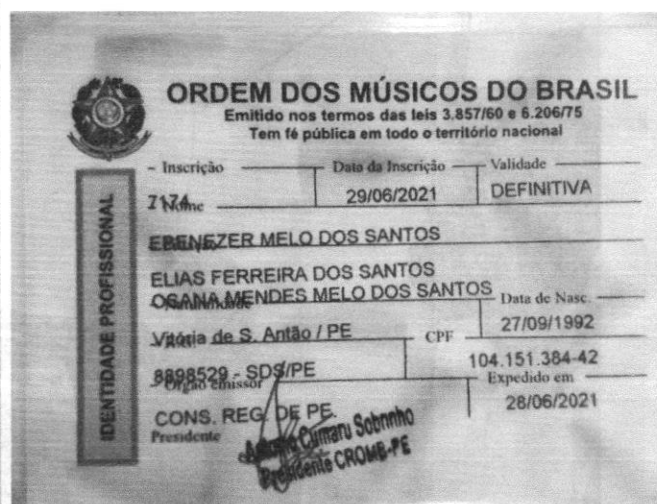 ORDEM DOS MÚSICOS DO BRASIL
Emitido nos termos das leis 3.857/60 e 6.206/75
Tem fé pública em todo o território nacional
IDENTIDADE PROFISSIONAL
Inscrição Data da Inscrição Validade
7174 29/06/2021 DEFINITIVA
Nome
EBENEZER MELO DOS SANTOS
ELIAS FERREIRA DOS SANTOS
OSANA MENDES MELO DOS SANTOS
Naturalidade Data de Nasc.
Vitória de S. Antão / PE 27/09/1992
CPF
8898529 - SDS/PE 104.151.384-42
Órgão emissor Expedido em
CONS. REG. DE PE. 28/06/2021
Presidente
Cumaru Sobrinho
Presidente CROMB-PE